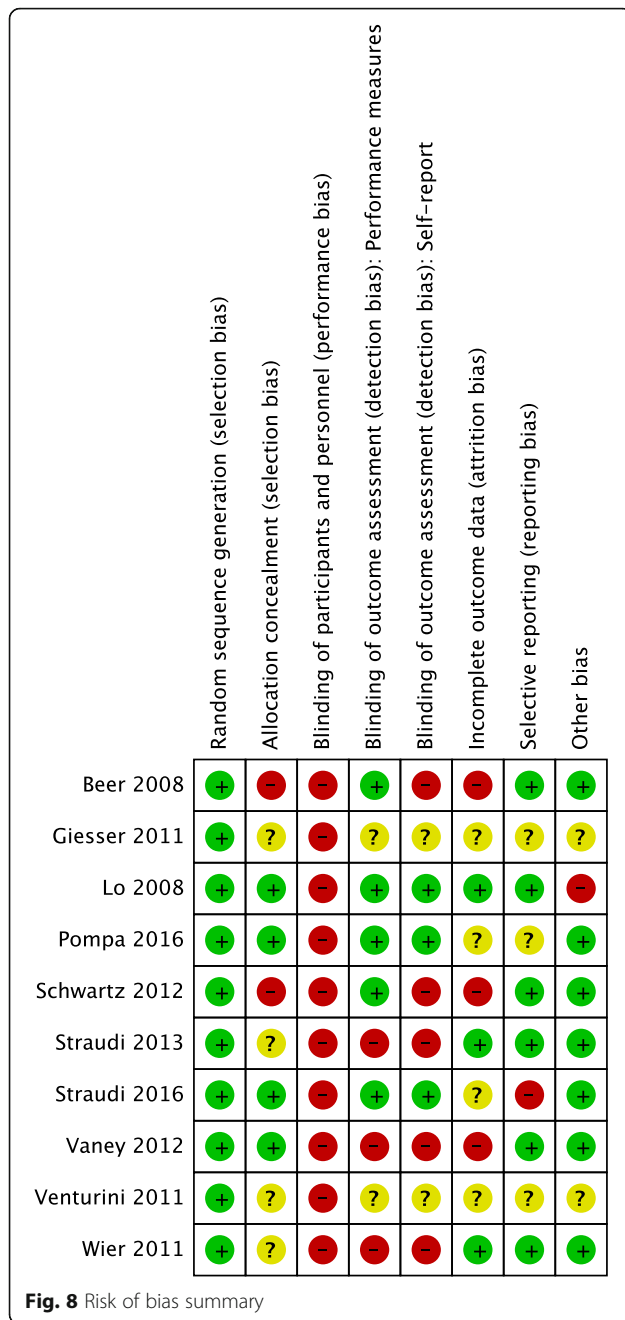 Random sequence generation (selection bias)
Allocation concealment (selection bias)
Blinding of participants and personnel (performance bias)
Blinding of outcome assessment (detection bias): Performance measures
Blinding of outcome assessment (detection bias): Self-report
Incomplete outcome data (attrition bias)
Selective reporting (reporting bias)
Other bias
Beer 2008 + - - + - - + +
Giesser 2011 + ? - ? ? ? ? ?
Lo 2008 + + - + + + + -
Pompa 2016 + + - + + ? ? +
Schwartz 2012 + - - + - - + +
Straudi 2013 + ? - - - + + +
Straudi 2016 + + - + + ? - +
Vaney 2012 + + - - - - + +
Venturini 2011 + ? - ? ? ? ? ?
Wier 2011 + ? - - - + + +
Fig. 8 Risk of bias summary